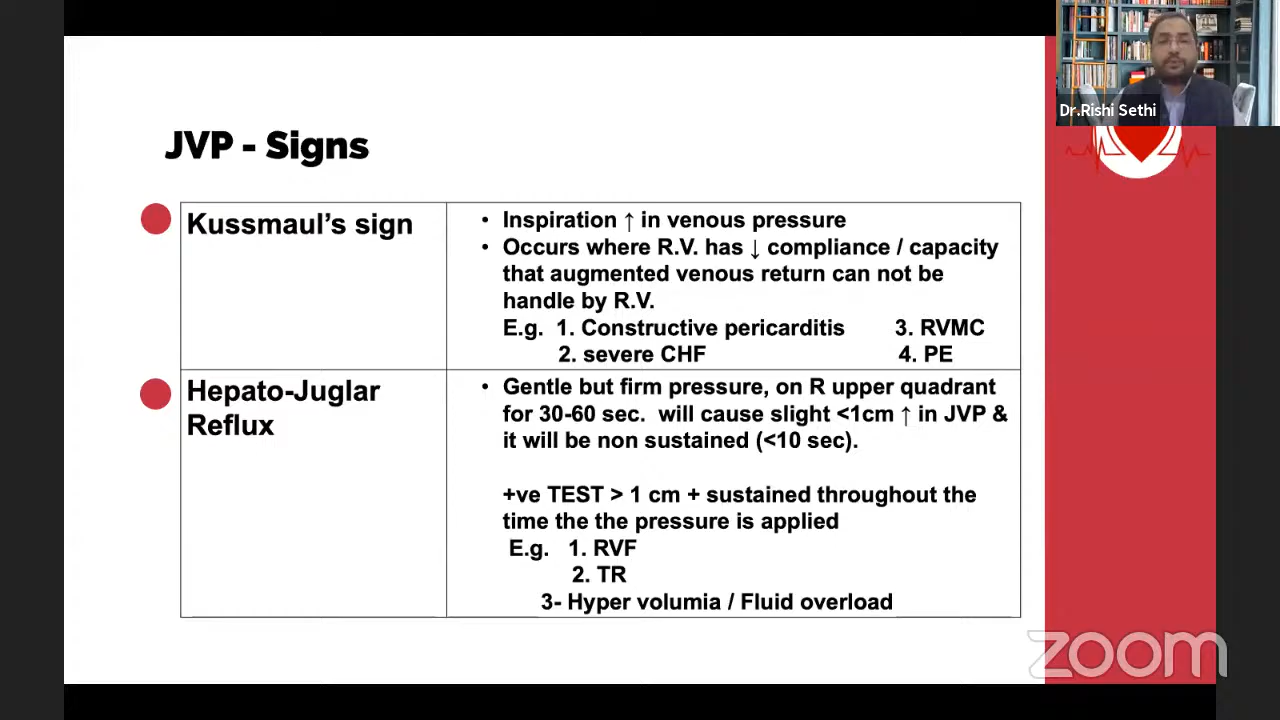 Dr.Rishi Sethi
JVP - Signs
Kussmaul’s sign
• Inspiration ↑ in venous pressure
• Occurs where R.V. has ↓ compliance / capacity
that augmented venous return can not be
handle by R.V.
E.g. 1. Constructive pericarditis 3. RVMC
2. severe CHF 4. PE
Hepato-Juglar
Reflux
• Gentle but firm pressure, on R upper quadrant
for 30-60 sec. will cause slight <1cm ↑ in JVP &
it will be non sustained (<10 sec).
+ve TEST > 1 cm + sustained throughout the
time the the pressure is applied
E.g. 1. RVF
2. TR
3- Hyper volumia / Fluid overload
zoom